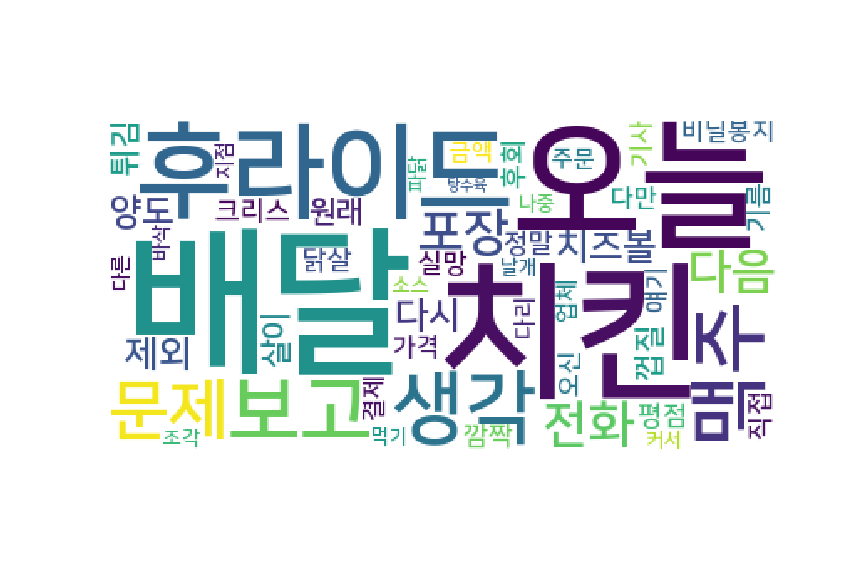 튀김
후라이드
지점
금액
파닭
탕수육
후회
오늘
주문
기사
비닐봉지
양도
크리스
원래
포장
정말
나중
다만
기름
치즈볼
다른
바삭
배달
닭살
실망
날개
소스
치킨
업체
얘기
다음
제외
살이
다시
가격
다리
오신
껍질
맥주
문제
보고
결제
생각
전화
평점
직접
조각
먹기
깜짝
커서